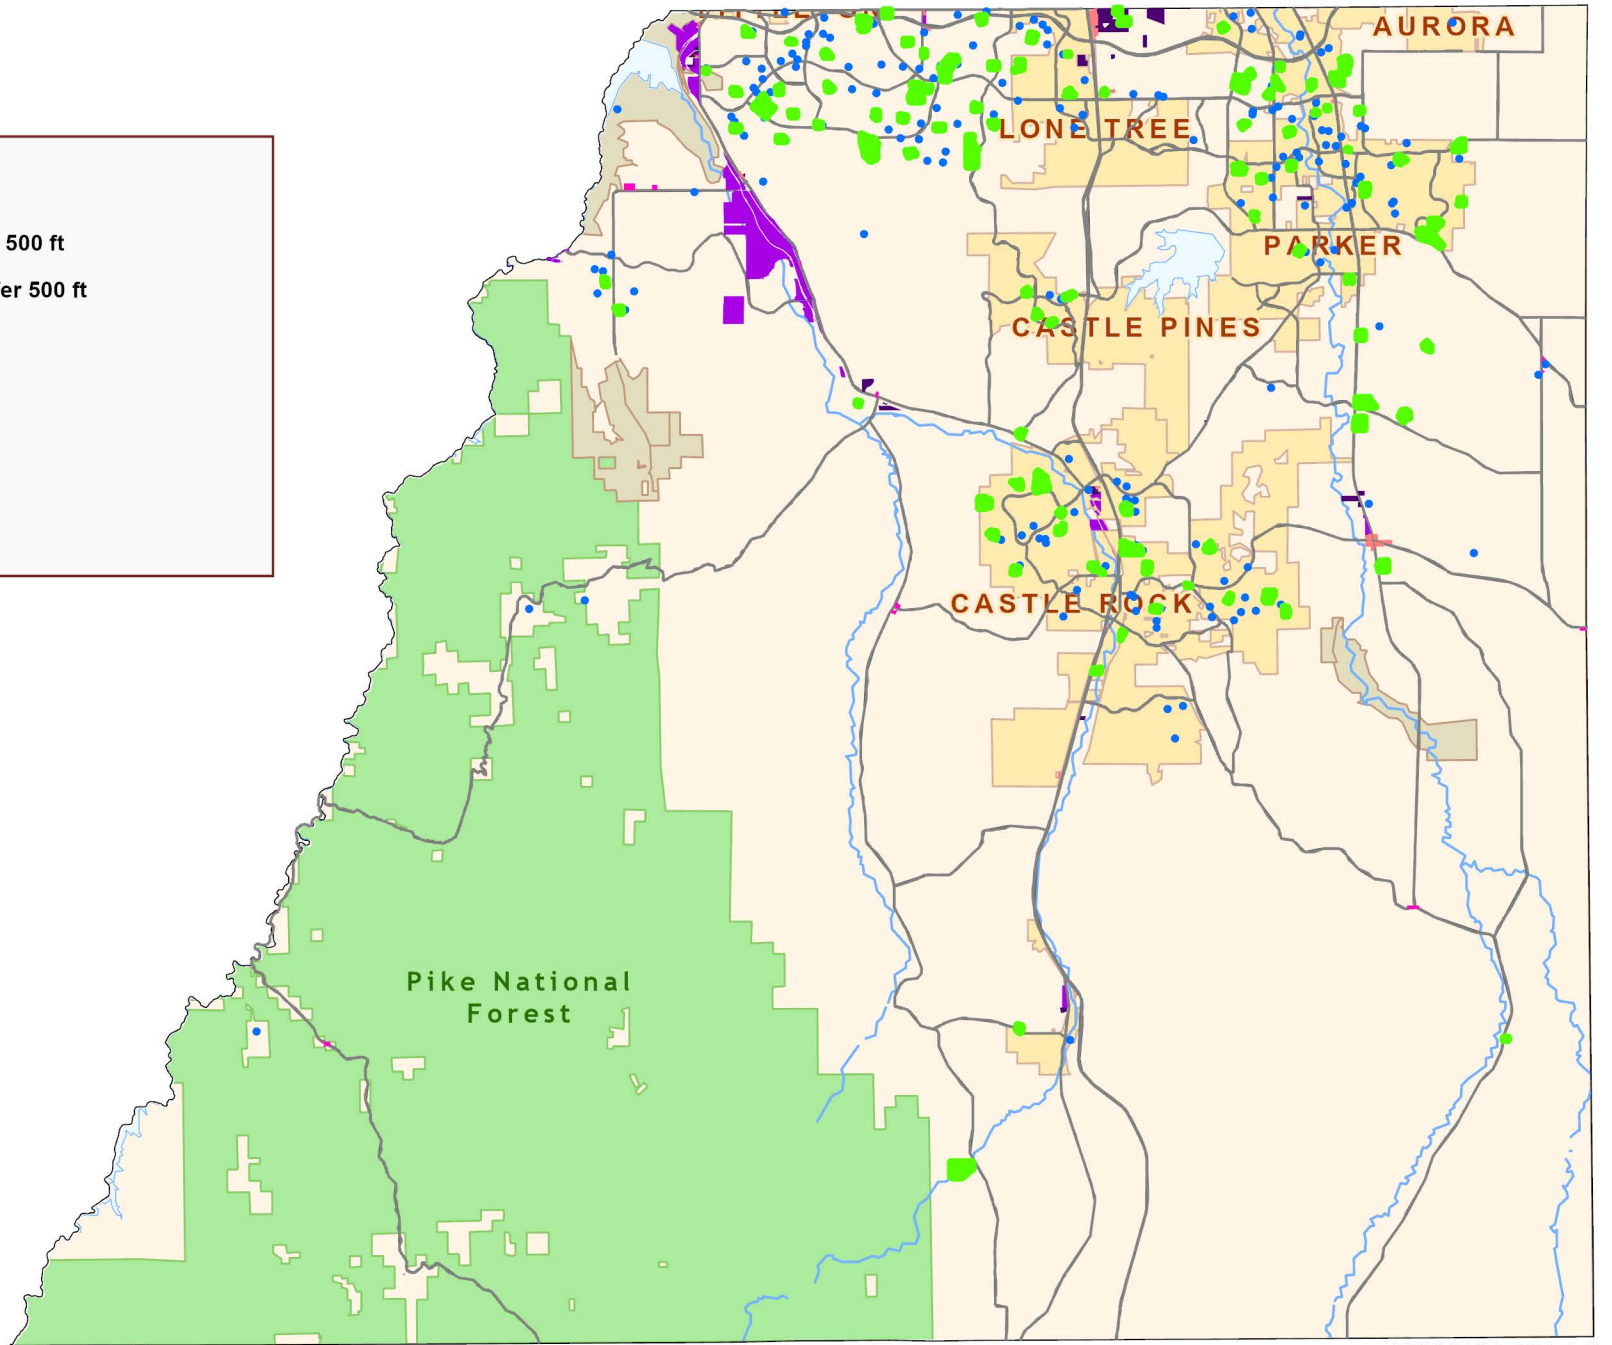 AURORA
LONE TREE
500 ft
PARKER
er 500 ft
CASTLE PINES
CASTLE ROCK
Pike National
Forest